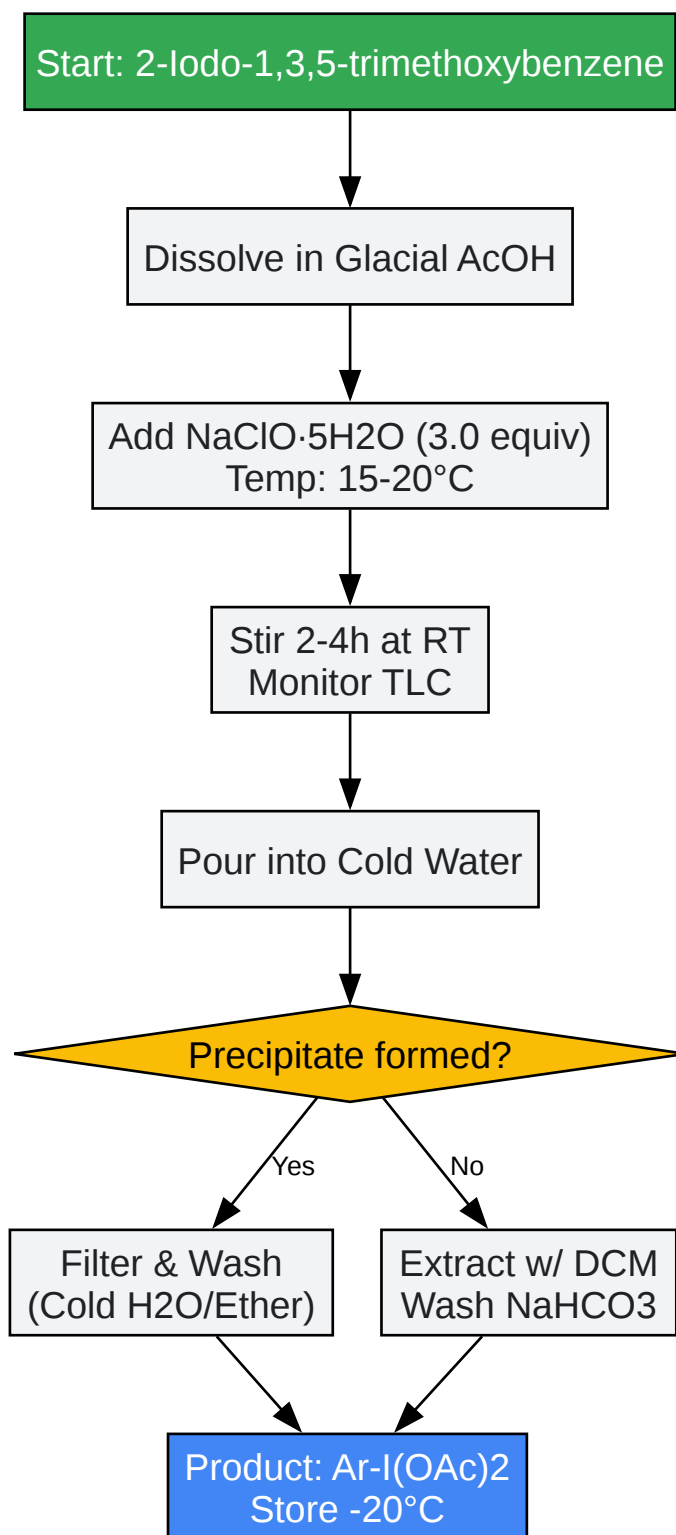 Start: 2-Iodo-1,3,5-trimethoxybenzene
Dissolve in Glacial AcOH
Add NaClO·5H2O (3.0 equiv)
Temp: 15-20°C
Stir 2-4h at RT
Monitor TLC
Pour into Cold Water
Precipitate formed?
Yes
No
Filter & Wash
(Cold H2O/Ether)
Extract w/ DCM
Wash NaHCO3
Product: Ar-I(OAc)2
Store -20°C